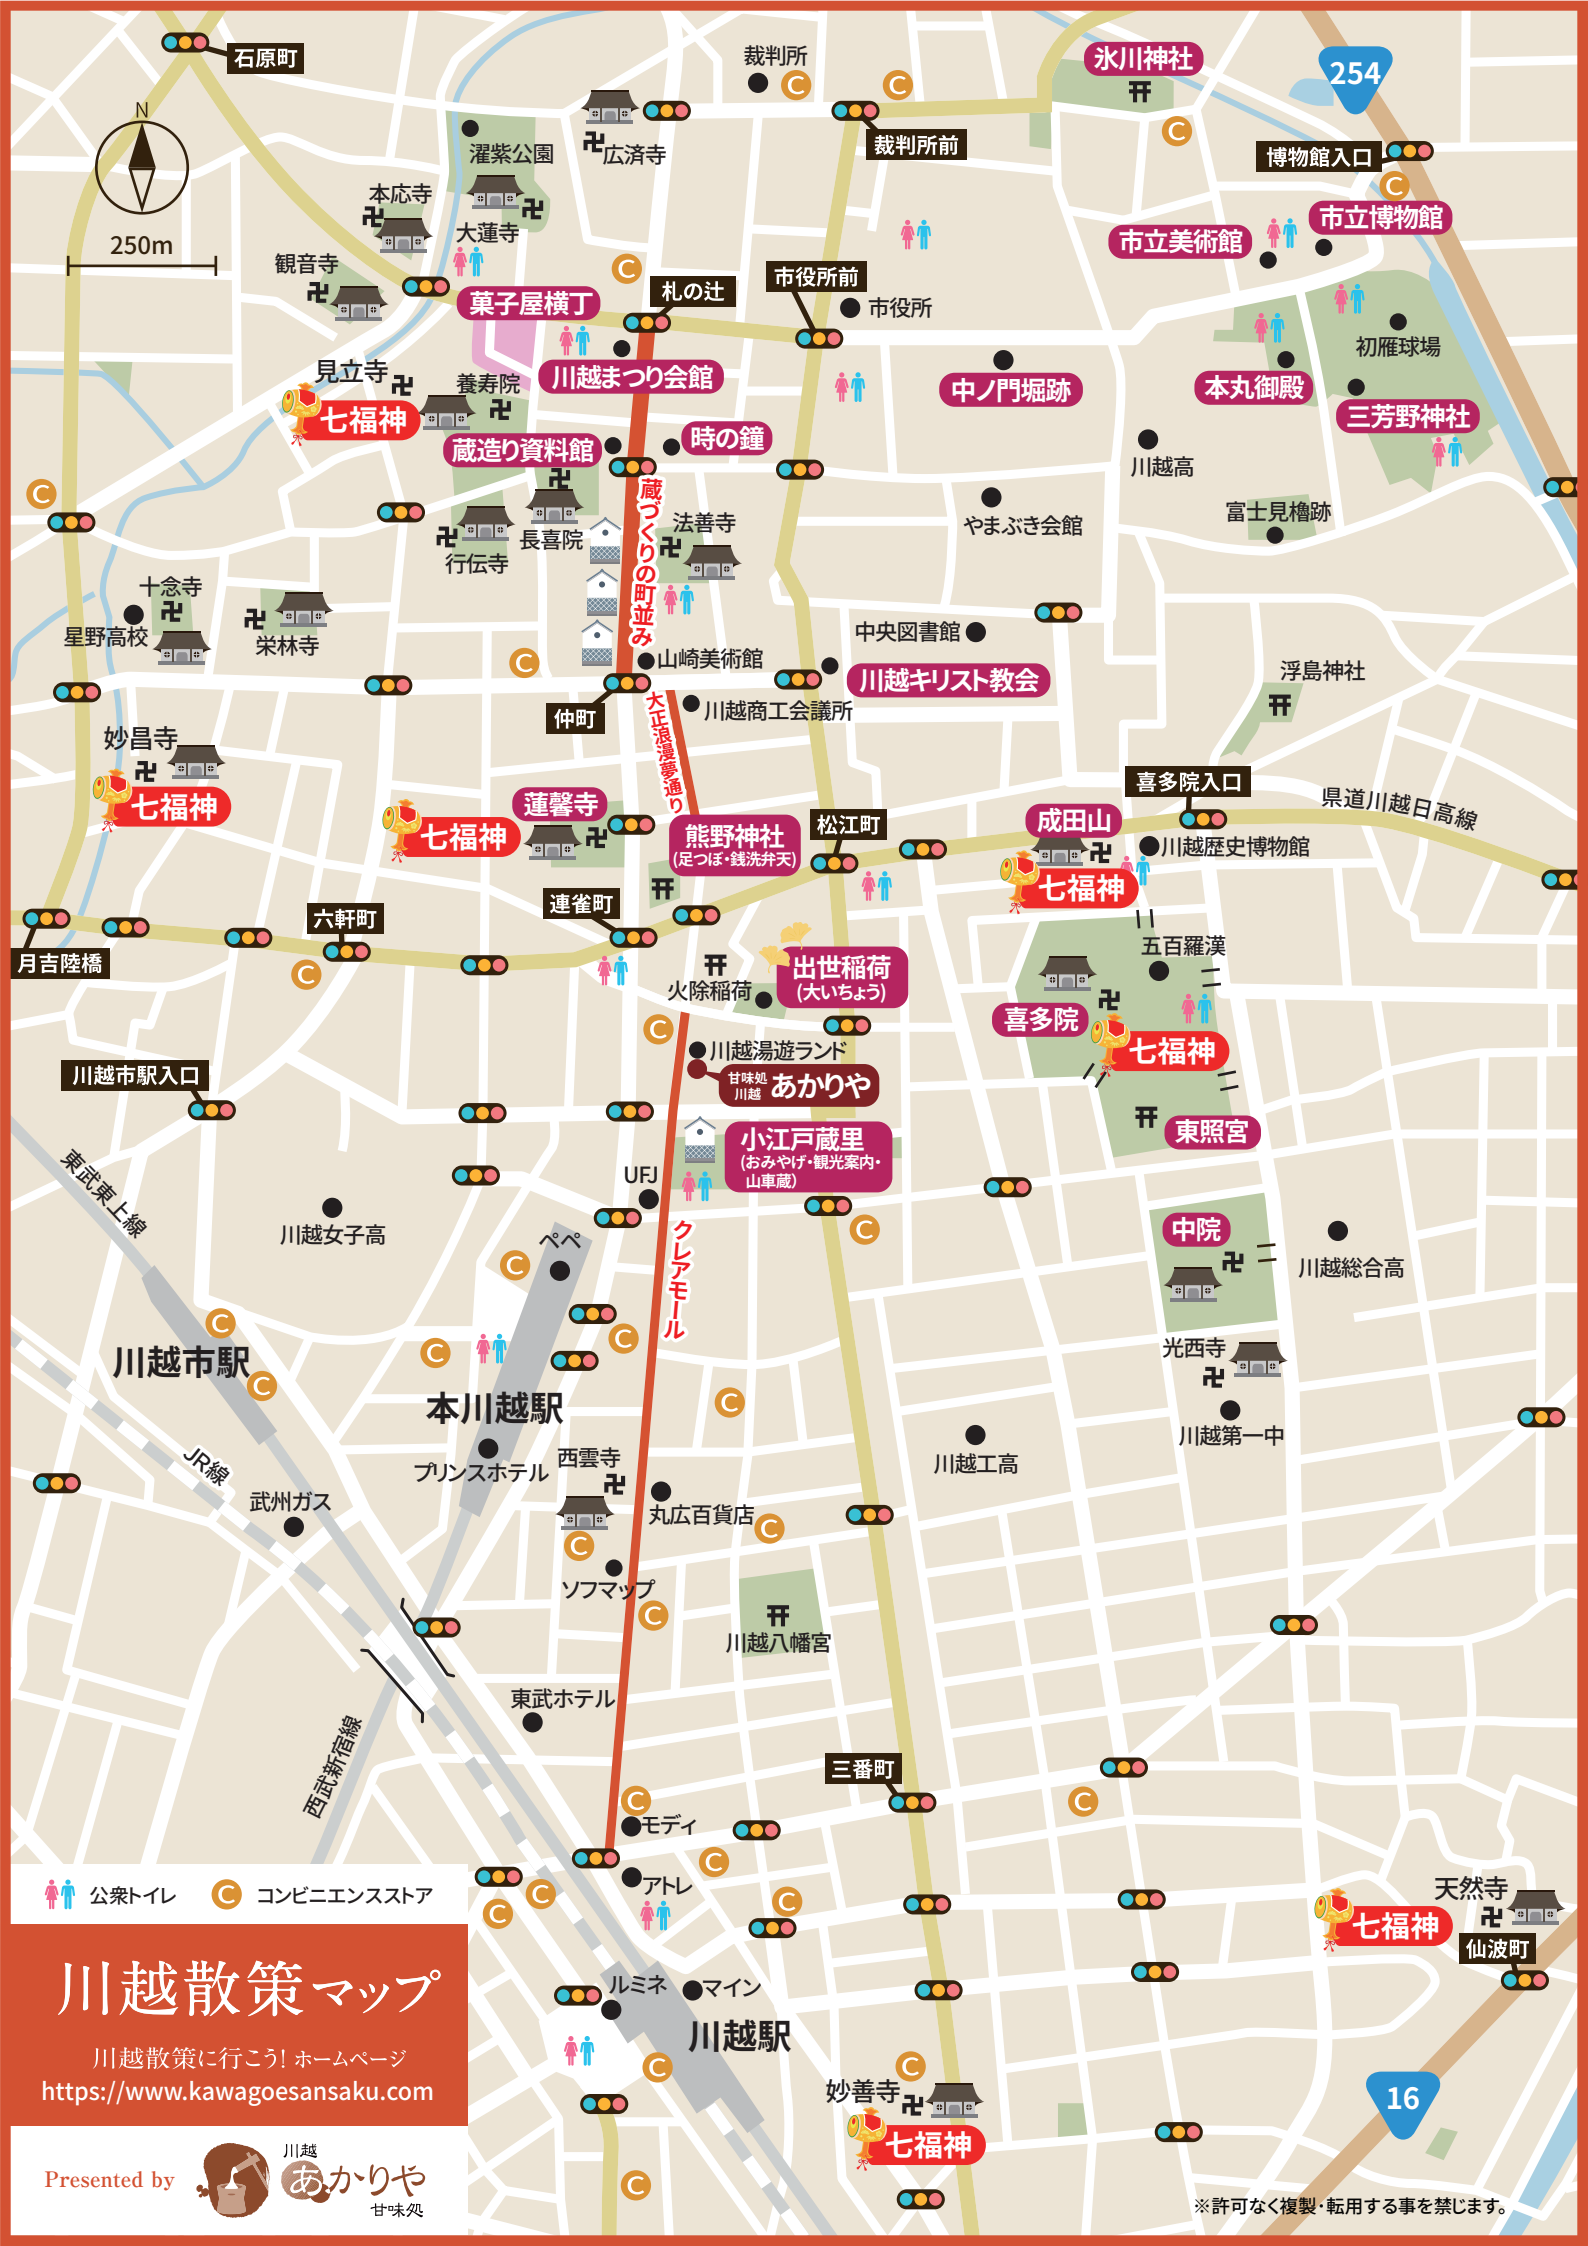 石原町
N
250m
裁判所
C
C
氷川神社
254
C
裁判所前
博物館入口
C
広済寺
濯紫公園
本応寺
大蓮寺
市立博物館
市立美術館
観音寺
C
札の辻
市役所前
市役所
菓子屋横丁
川越まつり会館
初雁球場
中ノ門堀跡
本丸御殿
三芳野神社
見立寺
七福神
養寿院
蔵造り資料館
時の鐘
川越高
C
蔵づくりの町並み
やまぶき会館
富士見櫓跡
長喜院
法善寺
行伝寺
十念寺
星野高校
栄林寺
中央図書館
C
山崎美術館
川越キリスト教会
浮島神社
仲町
川越商工会議所
大正浪漫夢通り
妙昌寺
七福神
喜多院入口
県道川越日高線
蓮馨寺
七福神
熊野神社
(足つぼ・銭洗弁天)
松江町
成田山
川越歴史博物館
七福神
連雀町
六軒町
月吉陸橋
C
五百羅漢
出世稲荷
(大いちょう)
火除稲荷
喜多院
七福神
C
川越湯遊ランド
甘味処
川越
あかりや
川越市駅入口
東照宮
小江戸蔵里
(おみやげ・観光案内・
山車蔵)
東武東上線
UFJ
川越女子高
クレアモール
C
中院
川越総合高
ペペ
C
C
C
C
川越市駅
C
光西寺
本川越駅
C
川越第一中
プリンスホテル
西雲寺
川越工高
JR線
武州ガス
丸広百貨店
C
C
ソフマップ
C
川越八幡宮
東武ホテル
西武新宿線
三番町
C
モディ
C
C
アトレ
C
C
C
天然寺
七福神
仙波町
公衆トイレ
C
コンビニエンスストア
川越散策マップ
川越散策に行こう! ホームページ
https://www.kawagoesansaku.com
Presented by
川越
あかりや
甘味処
ルミネ
マイン
川越駅
C
C
妙善寺
七福神
16
C
※許可なく複製・転用する事を禁じます。